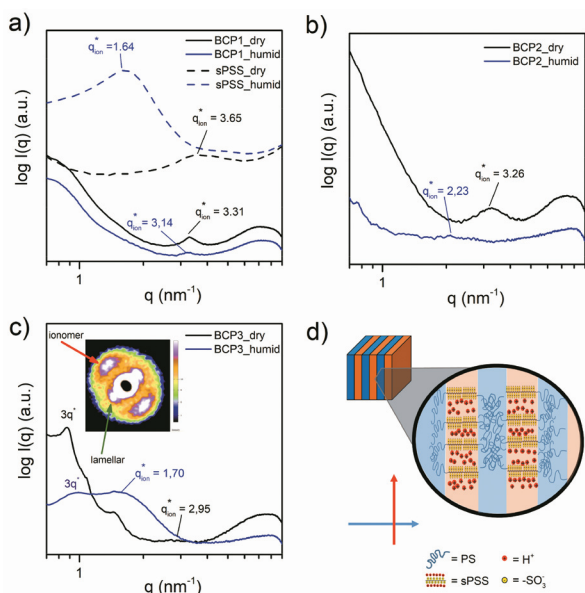 a)
q*ion =1.64
BCP1_dry
BCP1_humid
sPSS_dry
sPSS_humid
q*ion = 3.65
q*ion = 3,14
q*ion = 3.31
log I(q) (a.u.)
1
q (nm⁻¹)
b)
BCP2_dry
BCP2_humid
q*ion = 2,23
q*ion = 3.26
log I(q) (a.u.)
1
q (nm⁻¹)
c)
BCP3_dry
BCP3_humid
ionomer
lamellar
3q*
3q*
q*ion = 1,70
q*ion = 2,95
log I(q) (a.u.)
1
q (nm⁻¹)
d)
= PS
= H⁺
= sPSS
= -SO₃⁻